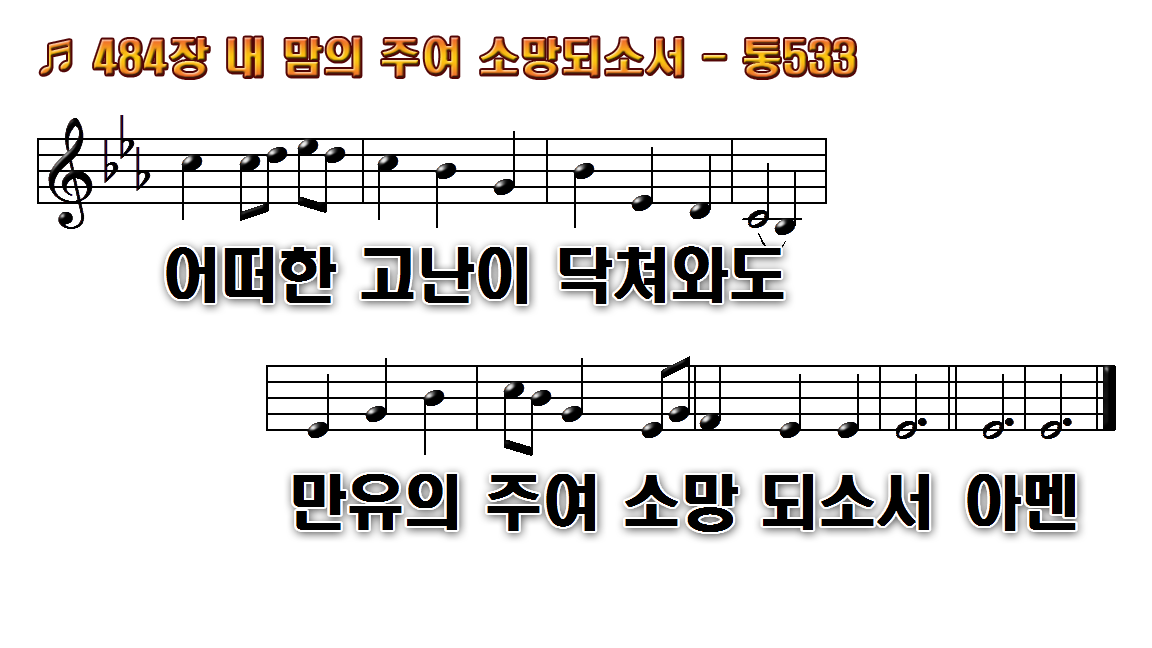 ♬ 484장 내 맘의 주여 소망되소서 - 통533
어떠한 고난이 닥쳐와도
만유의 주여 소망 되소서 아멘